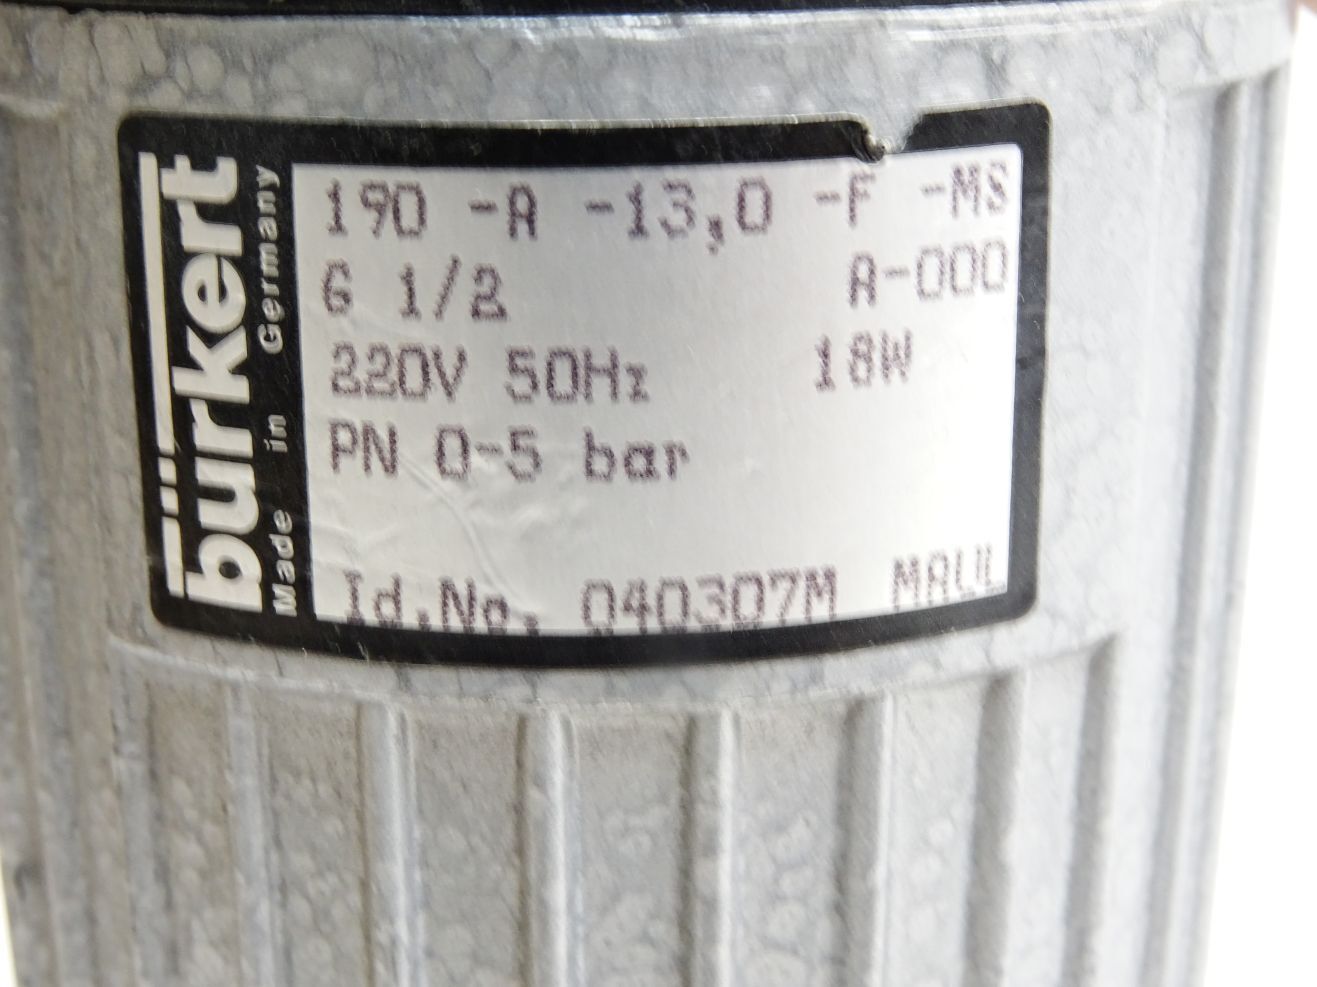 bürkert
Made in Germany
190 -A -13,0 -F -MS
G 1/2 A-000
220V 50Hz 18W
PN 0-5 bar
Id.No. 040307M